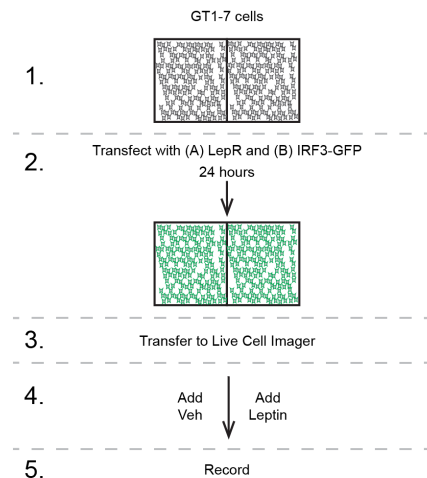 GT1-7 cells
1.
2.
Transfect with (A) LepR and (B) IRF3-GFP
24 hours
3.
Transfer to Live Cell Imager
4.
Add Veh
Add Leptin
5.
Record